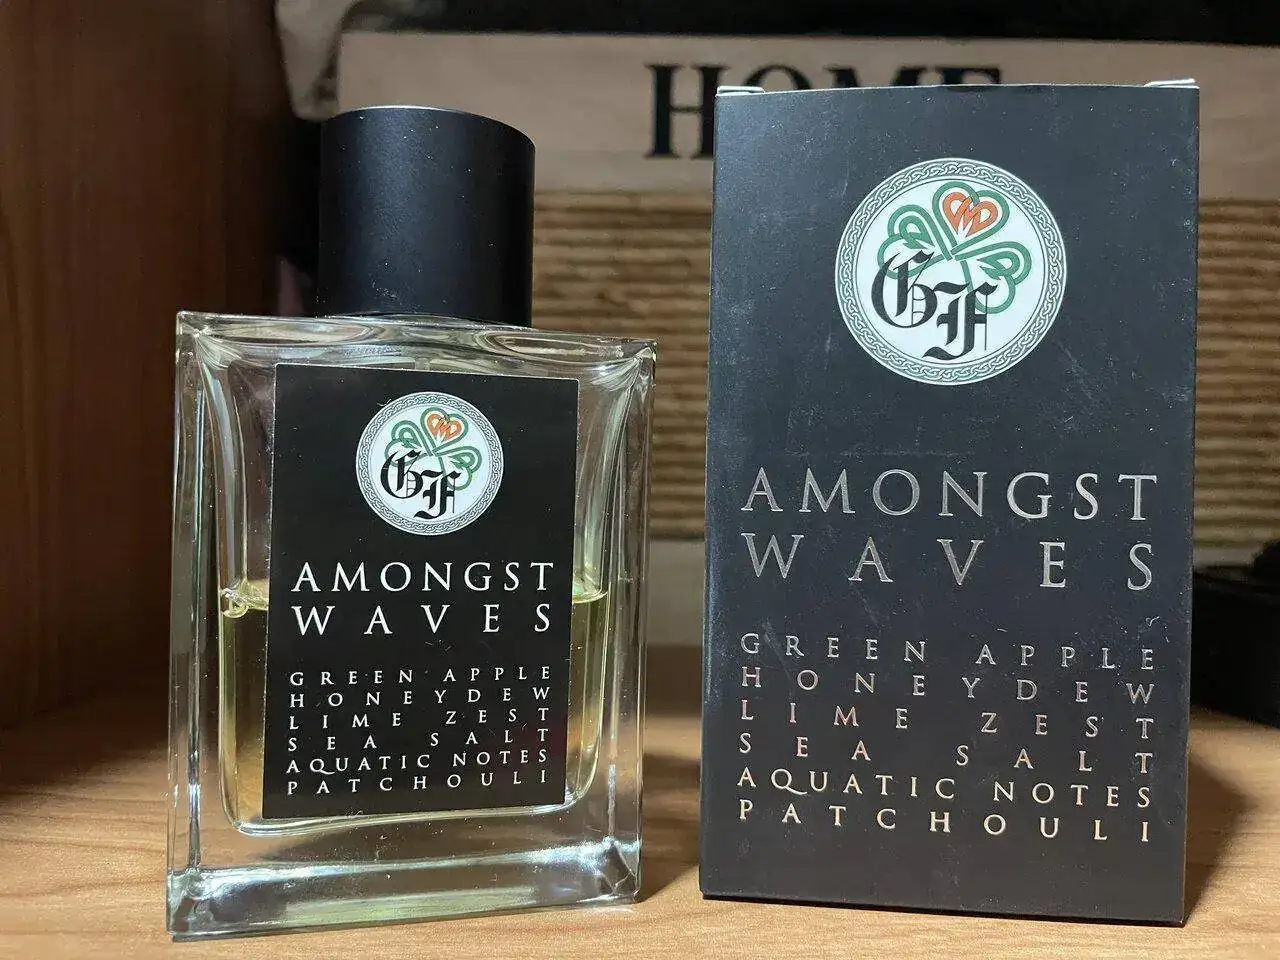 HOME
GF
AMONGST
WAVES
GREEN APPLE
HONEYDEW
LIME ZEST
SEA SALT
AQUATIC NOTES
PATCHOULI
GF
AMONGST
WAVES
GREEN APPLE
HONEYDEW
LIME ZEST
SEA SALT
AQUATIC NOTES
PATCHOULI